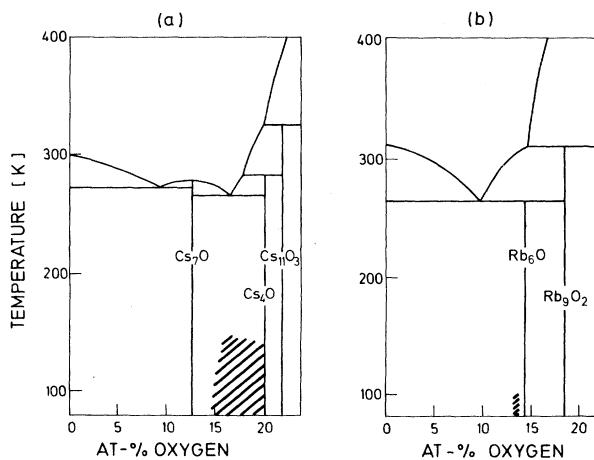 (a)
(b)
TEMPERATURE [K]
400
300
200
100
Cs₇O
Cs₄O
Cs₁₁O₃
0 5 10 15 20
AT-% OXYGEN
400
300
200
100
Rb₆O
Rb₉O₂
0 5 10 15 20
AT-% OXYGEN